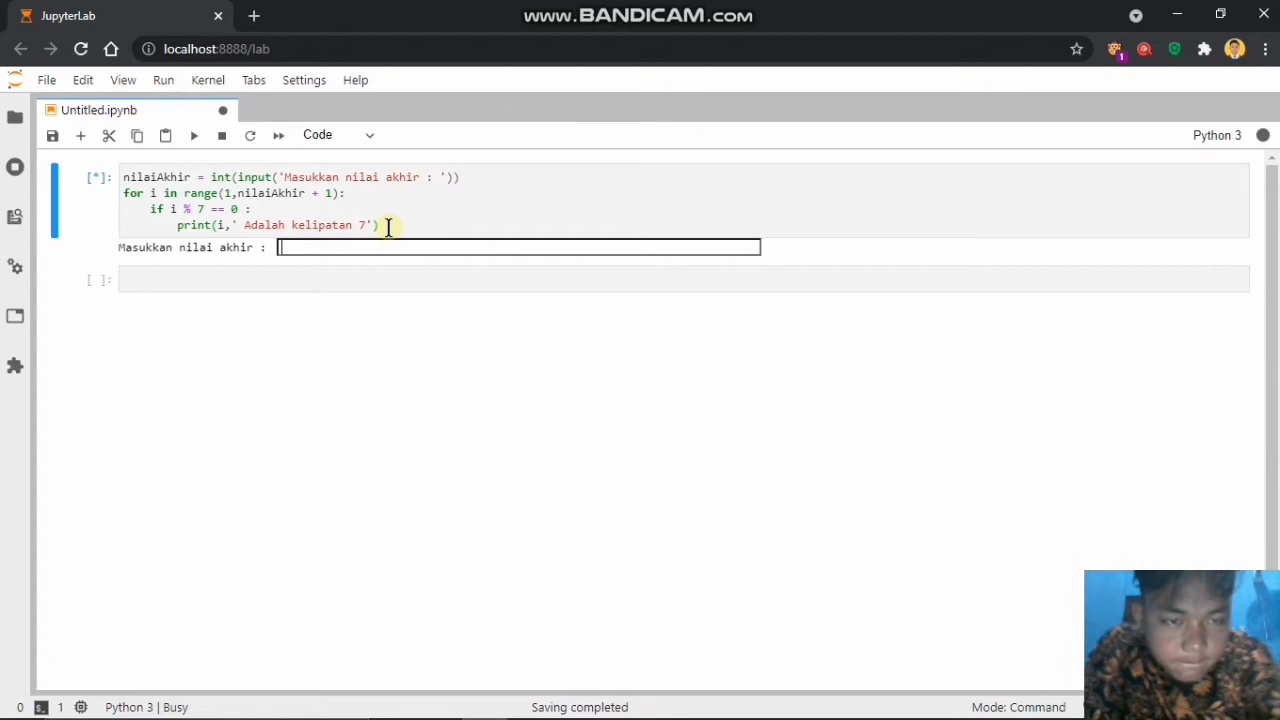 JupyterLab
www.BANDICAM.com
localhost:8888/lab
1
File Edit View Run Kernel Tabs Settings Help
Untitled.ipynb
Code
Python 3
[*]:
nilaiAkhir = int(input('Masukkan nilai akhir : '))
for i in range(1,nilaiAkhir + 1):
if i % 7 == 0 :
print(i,' Adalah kelipatan 7')
Masukkan nilai akhir :
[ ]:
0 $_ 1 Python 3 | Busy Saving completed Mode: Command